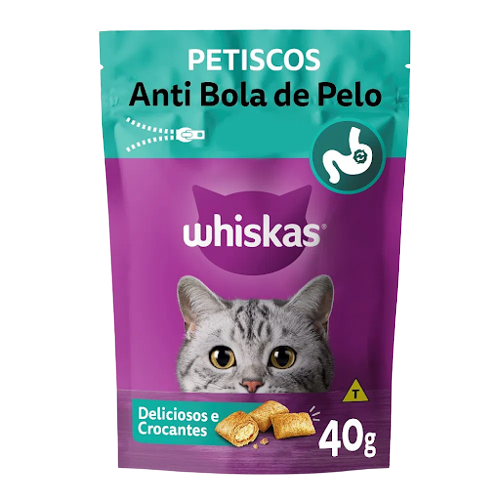 PETISCOS
Anti Bola de Pelo
whiskas®
Deliciosos e
Crocantes
T
40g